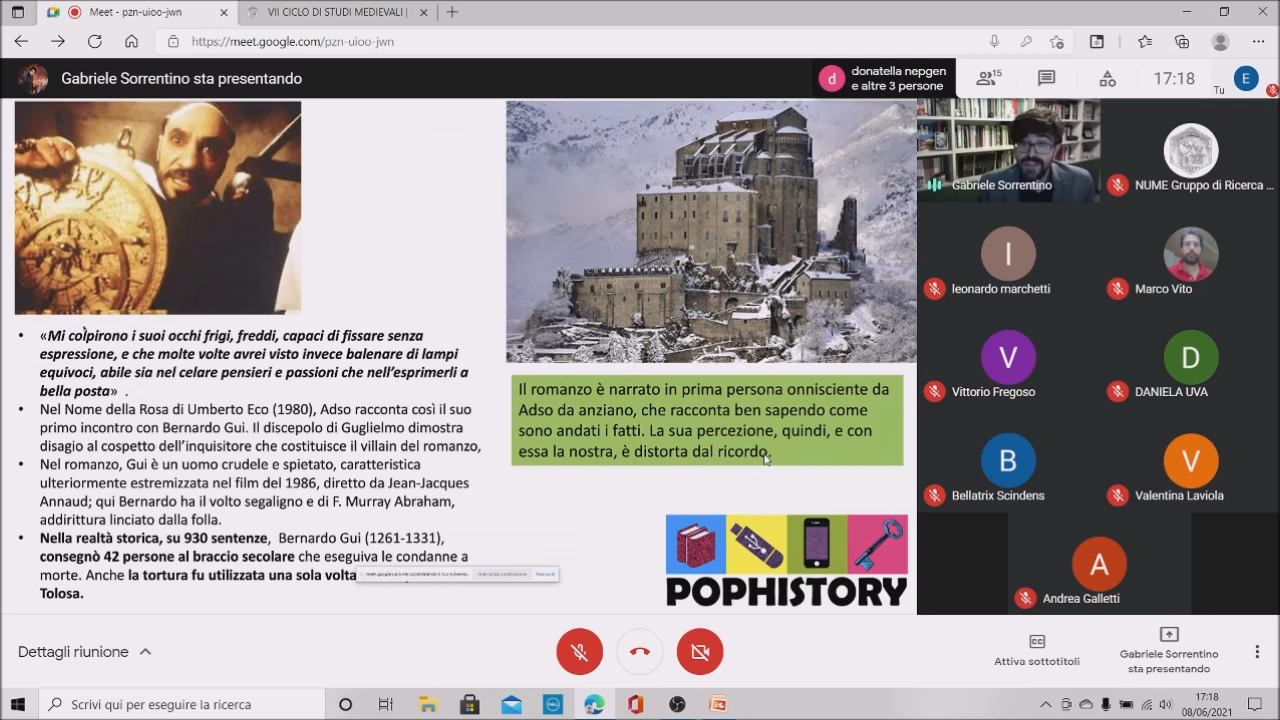 Meet - pzn-uioo-jwn
VII CICLO DI STUDI MEDIEVALI |
https://meet.google.com/pzn-uioo-jwn
Gabriele Sorrentino sta presentando
d
donatella nepgen
e altre 3 persone
15
17:18
Tu
E
Gabriele Sorrentino
NUME Gruppo di Ricerca ...
I
leonardo marchetti
Marco Vito
V
Vittorio Fregoso
D
DANIELA UVA
B
Bellatrix Scindens
V
Valentina Laviola
A
Andrea Galletti
• «Mi colpirono i suoi occhi frigi, freddi, capaci di fissare senza
espressione, e che molte volte avrei visto invece balenare di lampi
equivoci, abile sia nel celare pensieri e passioni che nell'esprimerli a
bella posta» .
• Nel Nome della Rosa di Umberto Eco (1980), Adso racconta così il suo
primo incontro con Bernardo Gui. Il discepolo di Guglielmo dimostra
disagio al cospetto dell'inquisitore che costituisce il villain del romanzo,
• Nel romanzo, Gui è un uomo crudele e spietato, caratteristica
ulteriormente estremizzata nel film del 1986, diretto da Jean-Jacques
Annaud; qui Bernardo ha il volto segaligno e di F. Murray Abraham,
addirittura linciato dalla folla.
• Nella realtà storica, su 930 sentenze, Bernardo Gui (1261-1331),
consegnò 42 persone al braccio secolare che eseguiva le condanne a
morte. Anche la tortura fu utilizzata una sola volta
Tolosa.
Il romanzo è narrato in prima persona onnisciente da
Adso da anziano, che racconta ben sapendo come
sono andati i fatti. La sua percezione, quindi, e con
essa la nostra, è distorta dal ricordo.
POPHISTORY
Dettagli riunione
Attiva sottotitoli
Gabriele Sorrentino
sta presentando
Scrivi qui per eseguire la ricerca
17:18
08/06/2021